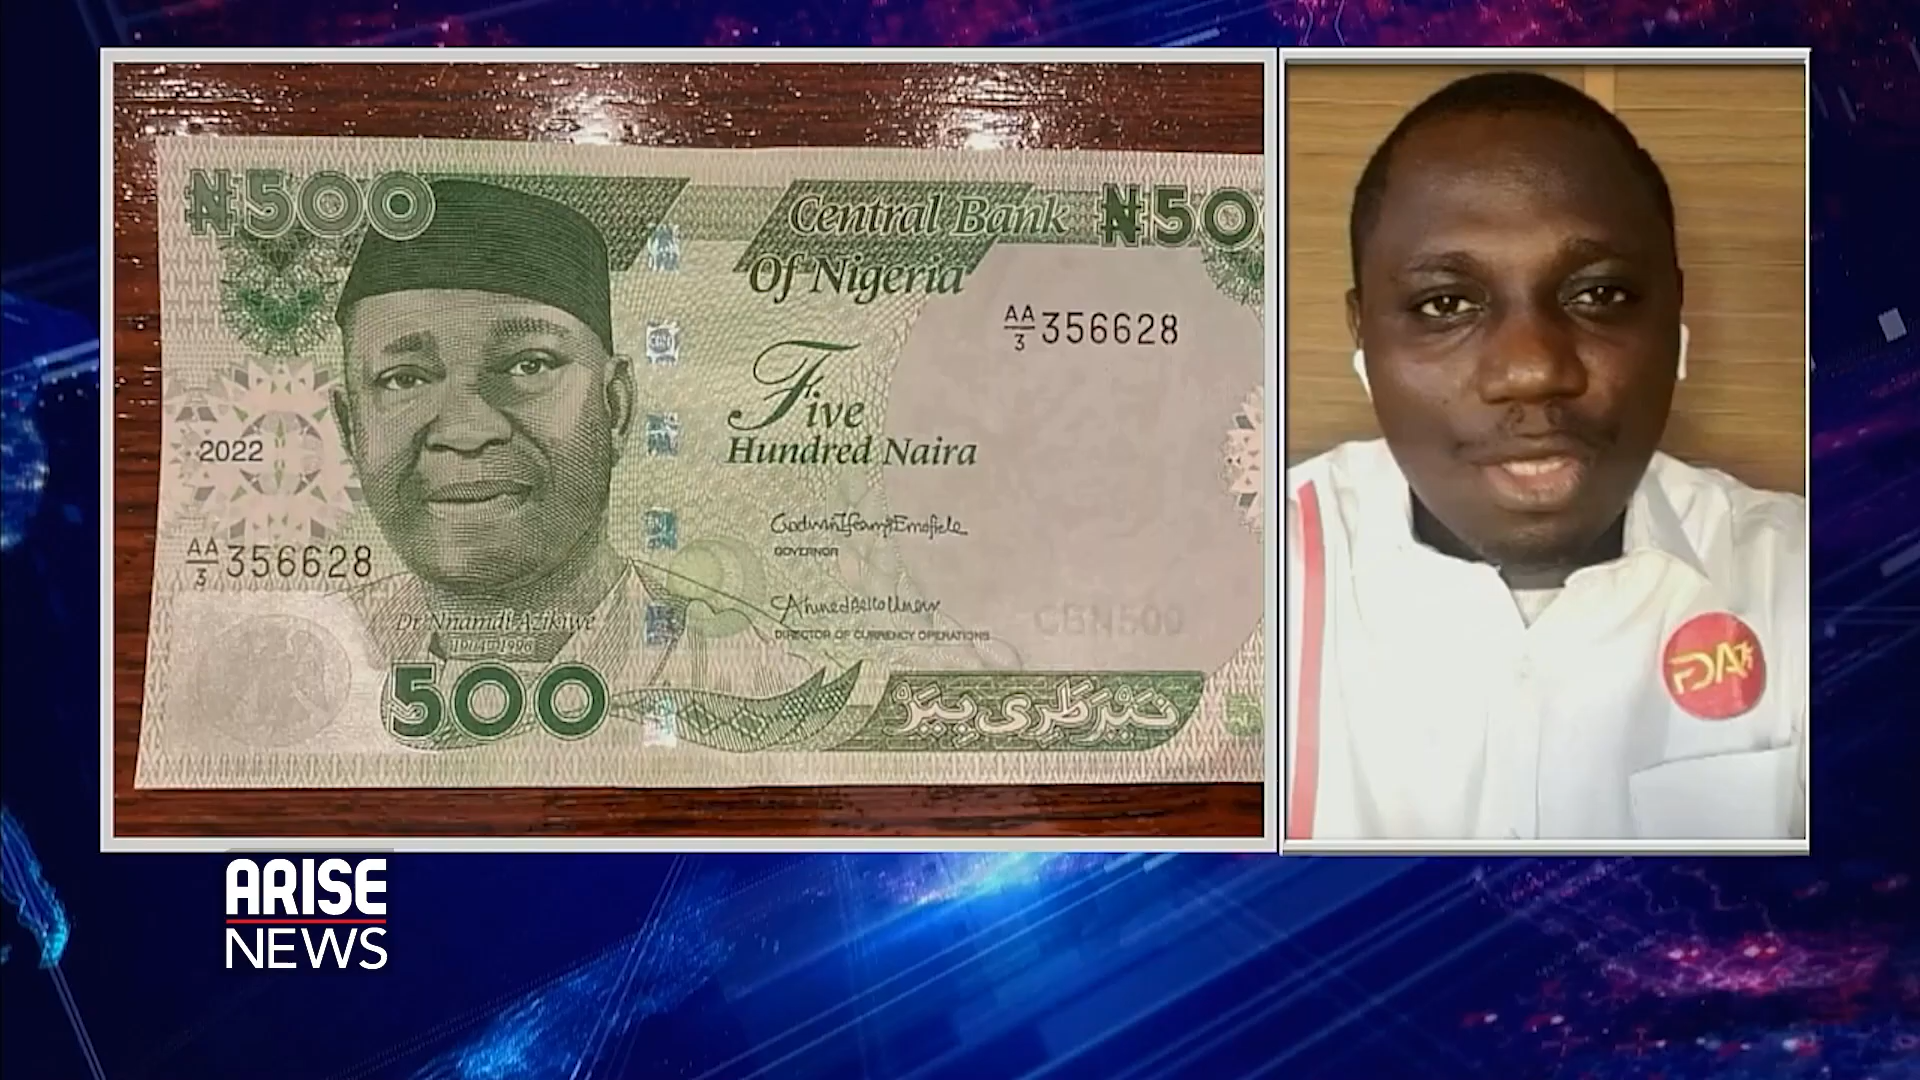 ₦500
Central Bank
Of Nigeria
₦50
AA/3 356628
Five
Hundred Naira
2022
GOVERNOR
AA/3 356628
Dr Nnamdi Azikiwe
1904-1996
DIRECTOR OF CURRENCY OPERATIONS
CBN500
500
PDA
ARISE
NEWS